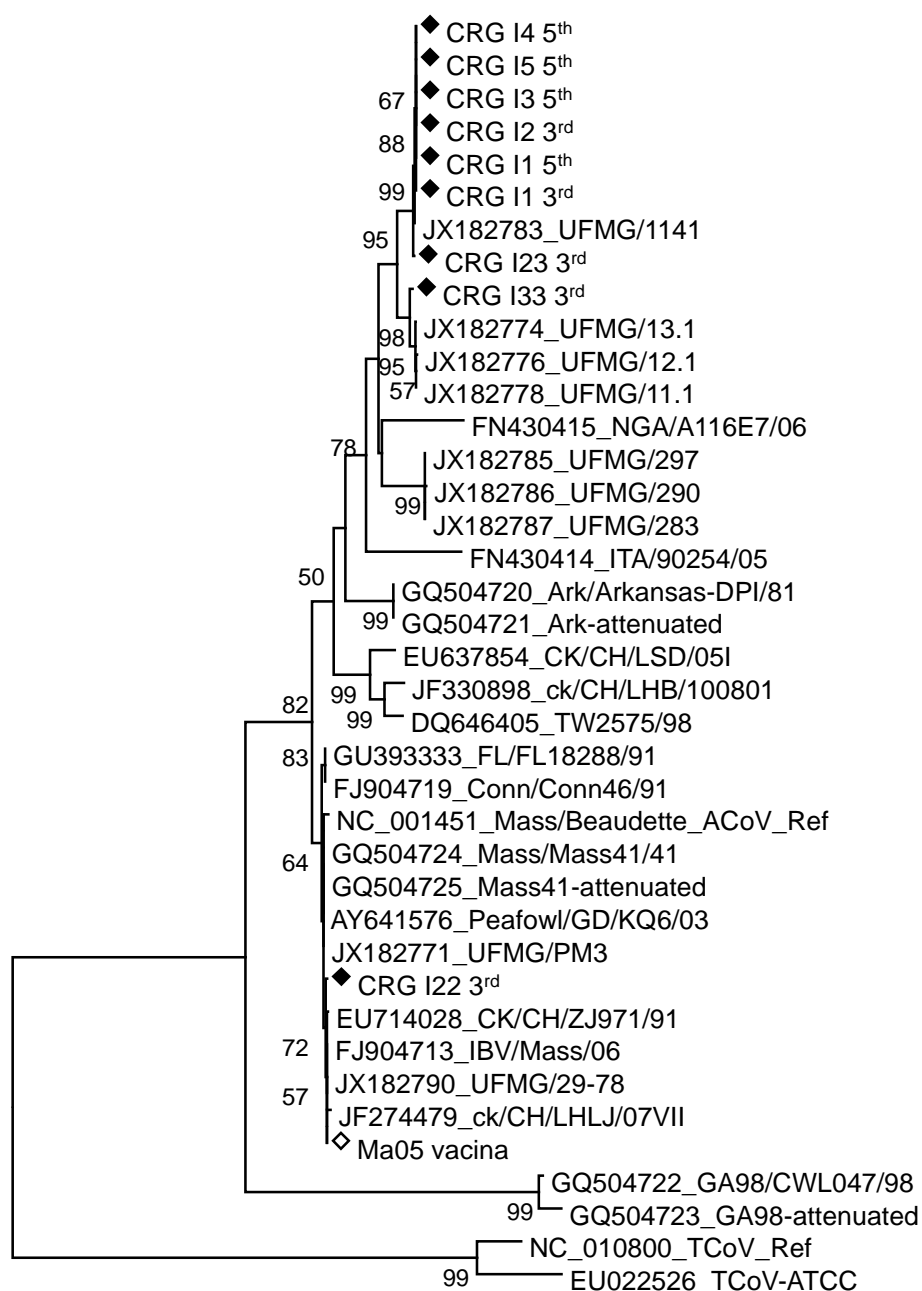 CRG I4 5th
CRG I5 5th
67
CRG I3 5th
CRG I2 3rd
88
CRG I1 5th
99
CRG I1 3rd
JX182783_UFMG/1141
95
CRG I23 3rd
CRG I33 3rd
JX182774_UFMG/13.1
98
JX182776_UFMG/12.1
95
57
JX182778_UFMG/11.1
FN430415_NGA/A116E7/06
78
JX182785_UFMG/297
JX182786_UFMG/290
99
JX182787_UFMG/283
FN430414_ITA/90254/05
50
GQ504720_Ark/Arkansas-DPI/81
99
GQ504721_Ark-attenuated
EU637854_CK/CH/LSD/05I
99
JF330898_ck/CH/LHB/100801
82
99
DQ646405_TW2575/98
83
GU393333_FL/FL18288/91
FJ904719_Conn/Conn46/91
NC_001451_Mass/Beaudette_ACoV_Ref
64
GQ504724_Mass/Mass41/41
GQ504725_Mass41-attenuated
AY641576_Peafowl/GD/KQ6/03
JX182771_UFMG/PM3
CRG I22 3rd
EU714028_CK/CH/ZJ971/91
72
FJ904713_IBV/Mass/06
JX182790_UFMG/29-78
57
JF274479_ck/CH/LHLJ/07VII
Ma05 vacina
GQ504722_GA98/CWL047/98
99
GQ504723_GA98-attenuated
NC_010800_TCoV_Ref
99
EU022526_TCoV-ATCC